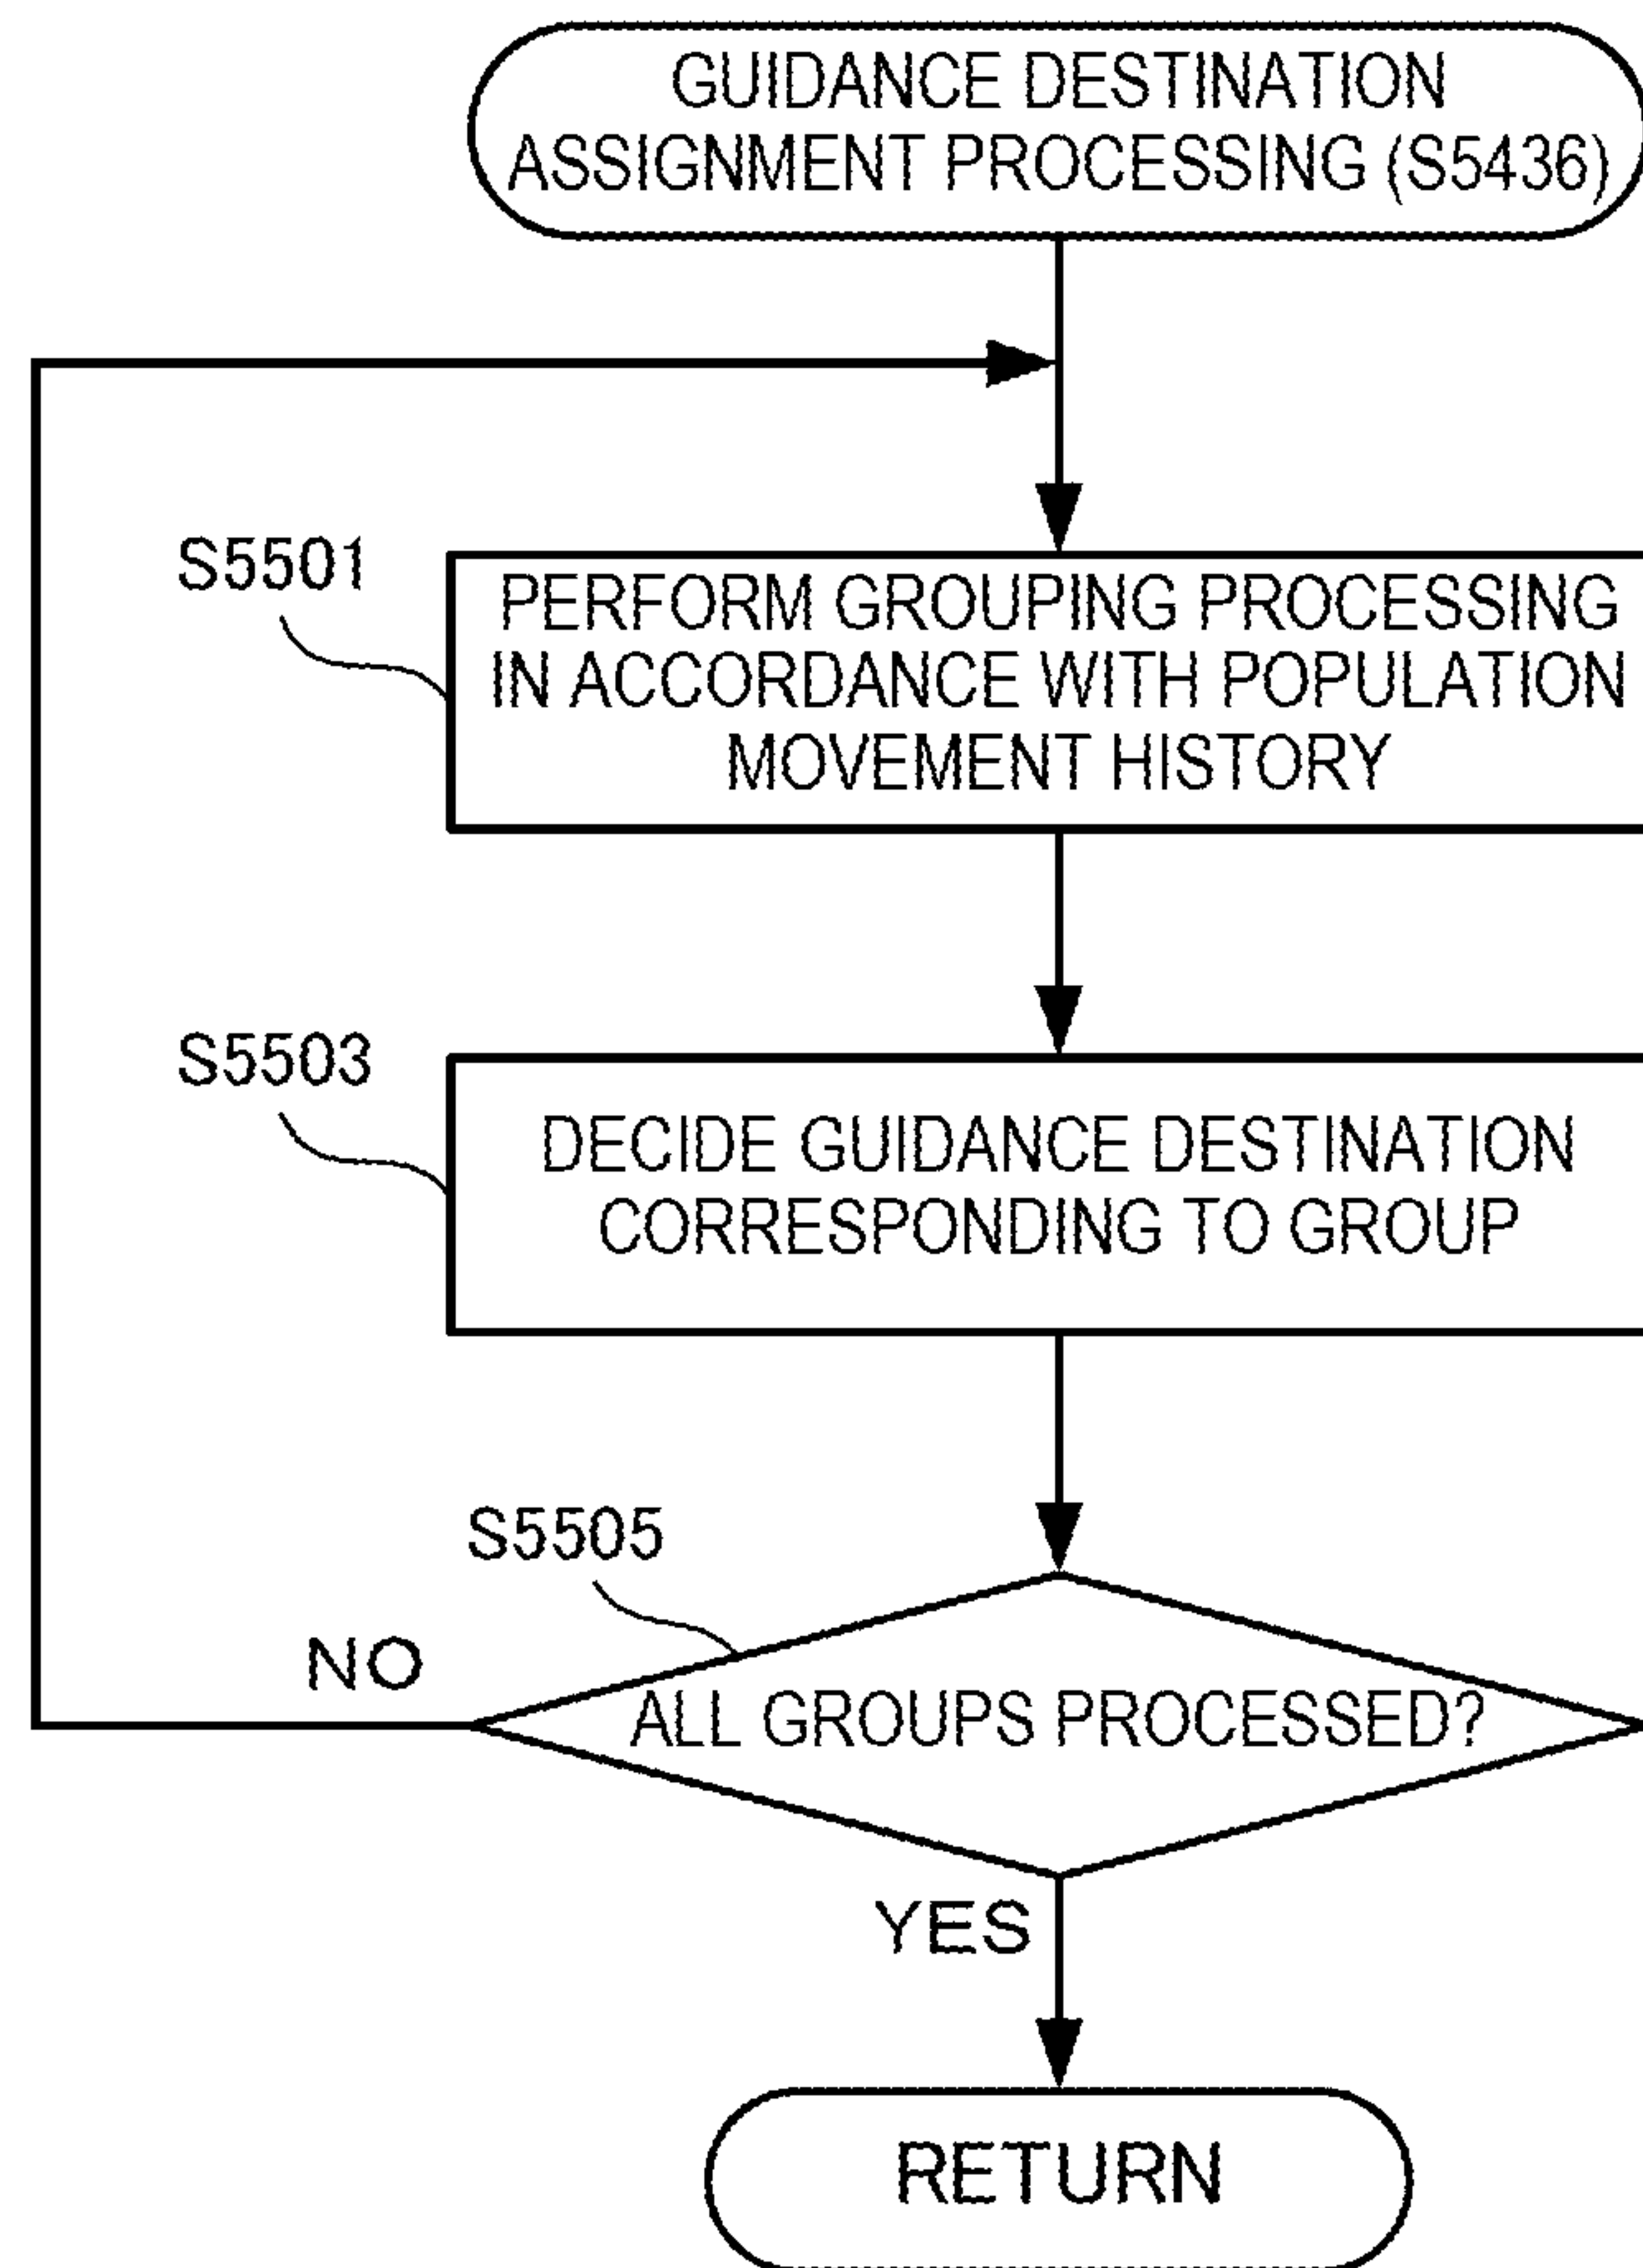 GUIDANCE DESTINATION
ASSIGNMENT PROCESSING (S5436)
S5501
PERFORM GROUPING PROCESSING
IN ACCORDANCE WITH POPULATION
MOVEMENT HISTORY
S5503
DECIDE GUIDANCE DESTINATION
CORRESPONDING TO GROUP
S5505
NO
ALL GROUPS PROCESSED?
YES
RETURN